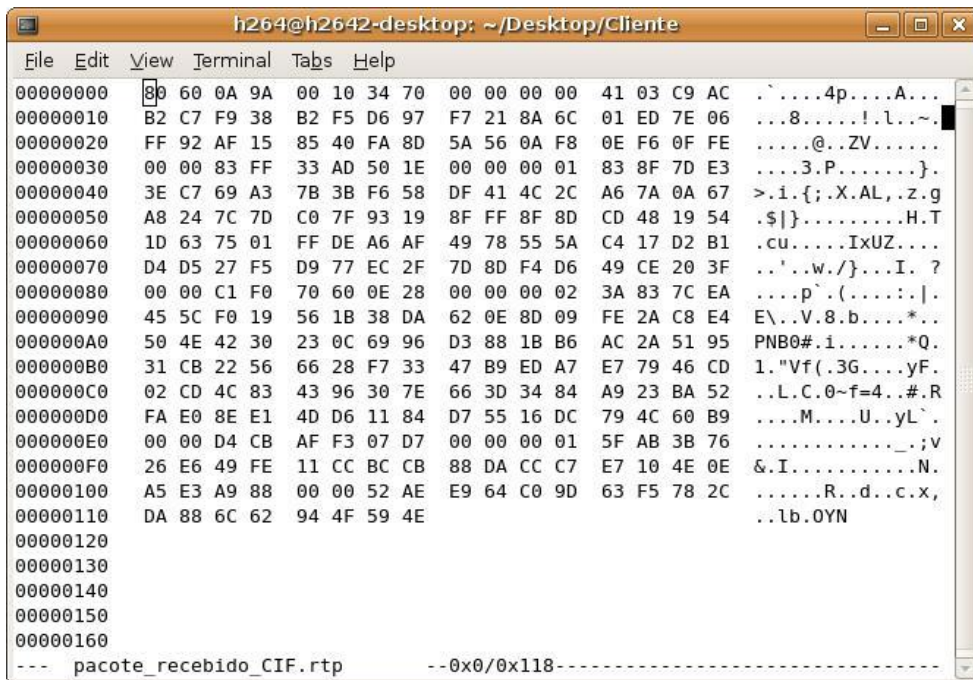 h264@h2642-desktop: ~/Desktop/Cliente
File Edit View Terminal Tabs Help
00000000 80 60 0A 9A 00 10 34 70 00 00 00 00 41 03 C9 AC .`....4p....A...
00000010 B2 C7 F9 38 B2 F5 D6 97 F7 21 8A 6C 01 ED 7E 06 ...8.....!.l..~.
00000020 FF 92 AF 15 85 40 FA 8D 5A 56 0A F8 0E F6 0F FE .....@..ZV......
00000030 00 00 83 FF 33 AD 50 1E 00 00 00 01 83 8F 7D E3 ....3.P.......}.
00000040 3E C7 69 A3 7B 3B F6 58 DF 41 4C 2C A6 7A 0A 67 >.i.{;.X.AL,.z.g
00000050 A8 24 7C 7D C0 7F 93 19 8F FF 8F 8D CD 48 19 54 .$|}.........H.T
00000060 1D 63 75 01 FF DE A6 AF 49 78 55 5A C4 17 D2 B1 .cu.....IxUZ....
00000070 D4 D5 27 F5 D9 77 EC 2F 7D 8D F4 D6 49 CE 20 3F ..'..w./}...I. ?
00000080 00 00 C1 F0 70 60 0E 28 00 00 00 02 3A 83 7C EA ....p`.(....:.|.
00000090 45 5C F0 19 56 1B 38 DA 62 0E 8D 09 FE 2A C8 E4 E\..V.8.b....*..
000000A0 50 4E 42 30 23 0C 69 96 D3 88 1B B6 AC 2A 51 95 PNB0#.i......*Q.
000000B0 31 CB 22 56 66 28 F7 33 47 B9 ED A7 E7 79 46 CD 1."Vf(.3G....yF.
000000C0 02 CD 4C 83 43 96 30 7E 66 3D 34 84 A9 23 BA 52 ..L.C.0~f=4..#.R
000000D0 FA E0 8E E1 4D D6 11 84 D7 55 16 DC 79 4C 60 B9 ....M....U..yL`.
000000E0 00 00 D4 CB AF F3 07 D7 00 00 00 01 5F AB 3B 76 ............_.;v
000000F0 26 E6 49 FE 11 CC BC CB 88 DA CC C7 E7 10 4E 0E &.I...........N.
00000100 A5 E3 A9 88 00 00 52 AE E9 64 C0 9D 63 F5 78 2C ......R..d..c.x,
00000110 DA 88 6C 62 94 4F 59 4E ..lb.OYN
00000120
00000130
00000140
00000150
00000160
--- pacote_recebido_CIF.rtp --0x0/0x118----------------------------------